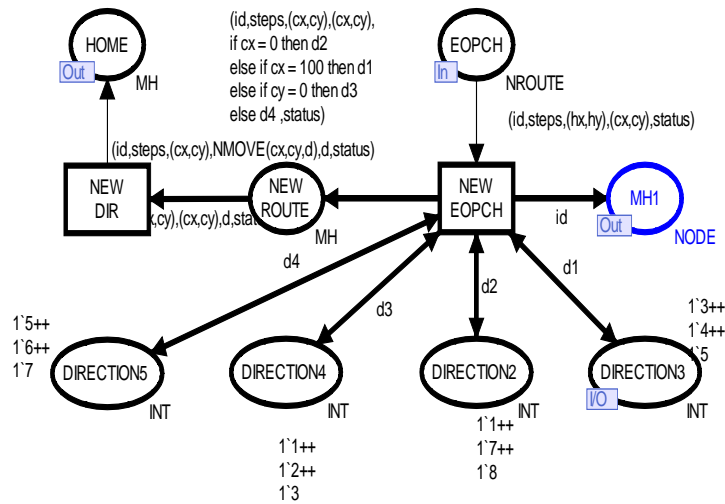 (id,steps,(cx,cy),(cx,cy),
if cx = 0 then d2
else if cx = 100 then d1
else if cy = 0 then d3
else d4 ,status)
HOME
Out
MH
EOPCH
In
NROUTE
(id,steps,(hx,hy),(cx,cy),status)
(id,steps,(cx,cy),NMOVE(cx,cy,d),d,status)
NEW
DIR
NEW
ROUTE
MH
NEW
EOPCH
id
MH1
Out
NODE
,cy),(cx,cy),d,stat
d4
d3
d2
d1
1`5++
1`6++
1`7
DIRECTION5
INT
DIRECTION4
INT
1`1++
1`2++
1`3
DIRECTION2
INT
1`1++
1`7++
1`8
1`3++
1`4++
1`5
DIRECTION3
I/O
INT